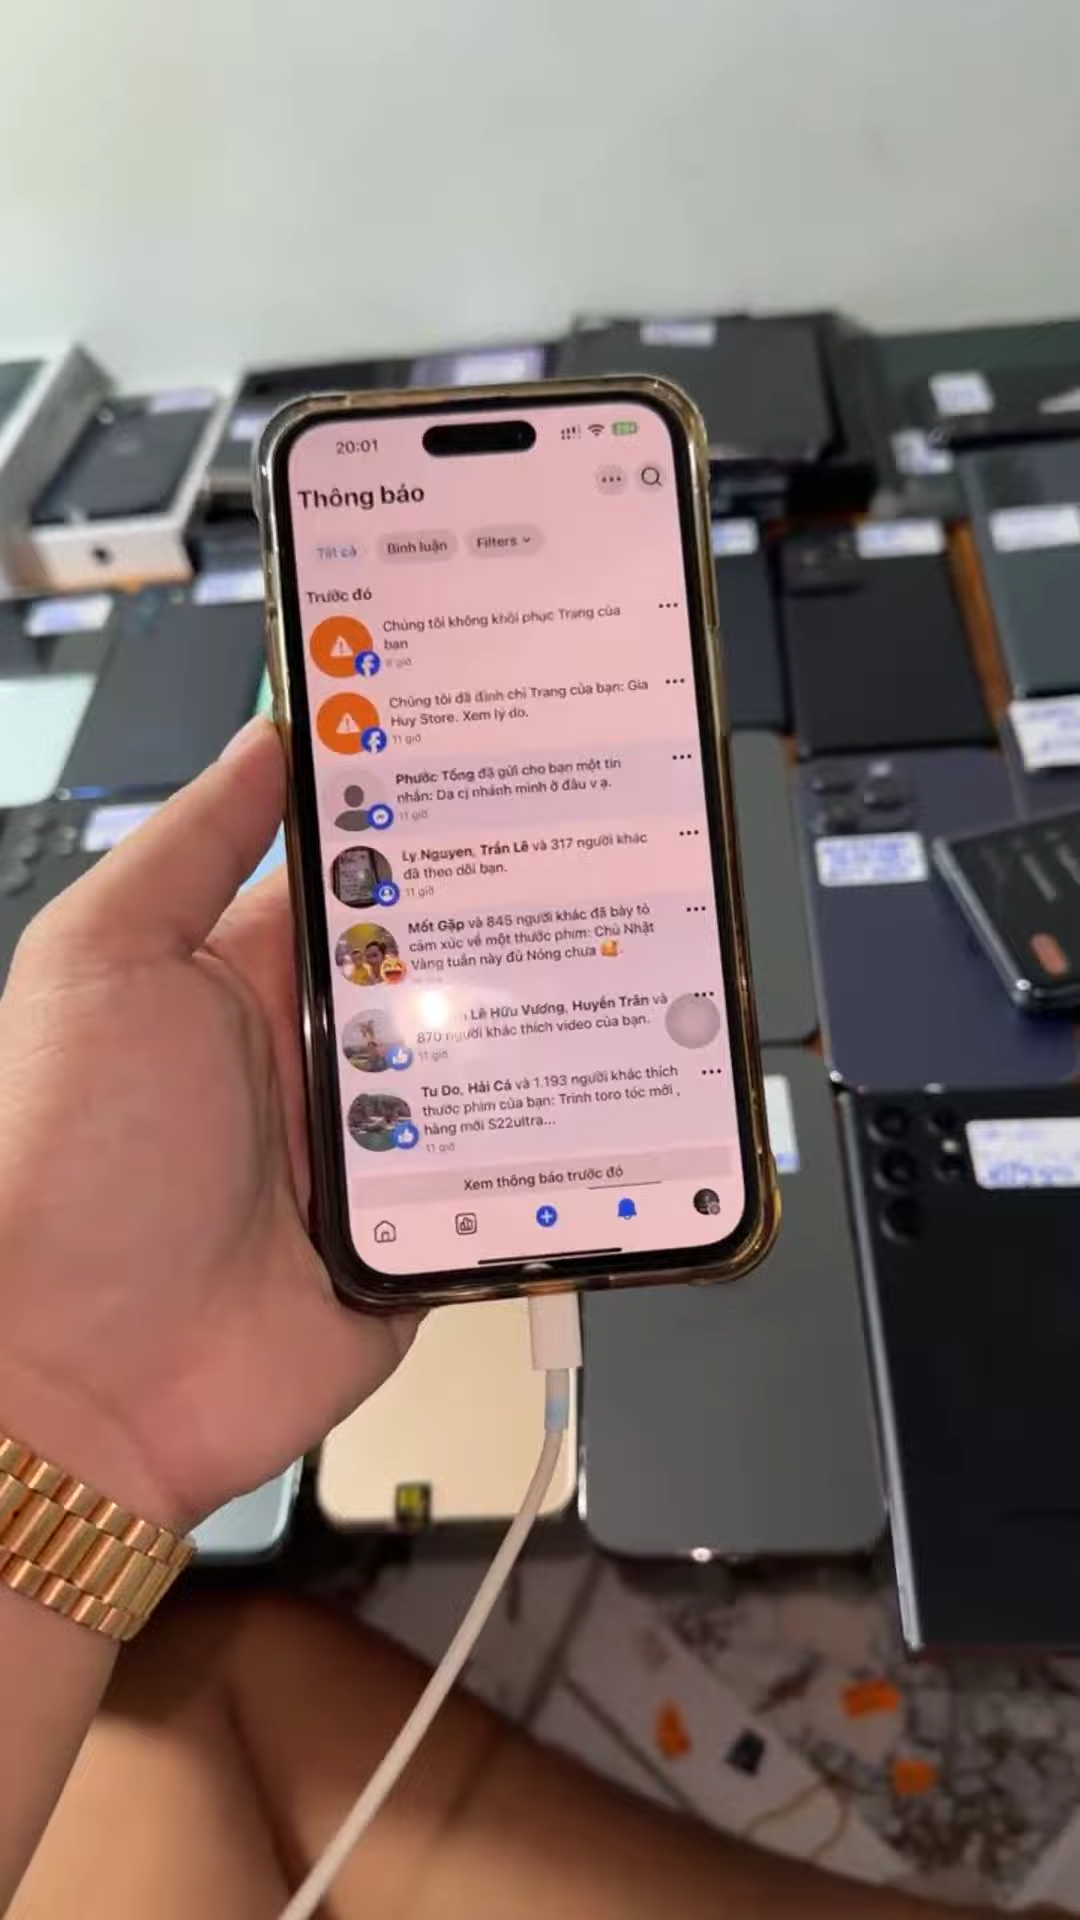 20:01
Thông báo
Tất cả
Bình luận
Filters
Trước đó
Chúng tôi không khôi phục Trang của
bạn
8 giờ
Chúng tôi đã đình chỉ Trang của bạn: Gia
Huy Store. Xem lý do.
11 giờ
Phước Tống đã gửi cho bạn một tin
nhắn: Dạ cj nhánh mình ở đâu v ạ.
11 giờ
Ly Nguyen, Trần Lê và 317 người khác
đã theo dõi bạn.
11 giờ
Mốt Gặp và 845 người khác đã bày tỏ
cảm xúc về một thước phim: Chủ Nhật
Vàng tuần này đủ Nóng chưa 🥰.
Lê Hữu Vượng, Huyền Trân và
870 người khác thích video của bạn.
11 giờ
Tu Do, Hải Cá và 1.193 người khác thích
thước phim của bạn: Trình toro tóc mới ,
hàng mới S22ultra...
11 giờ
Xem thông báo trước đó